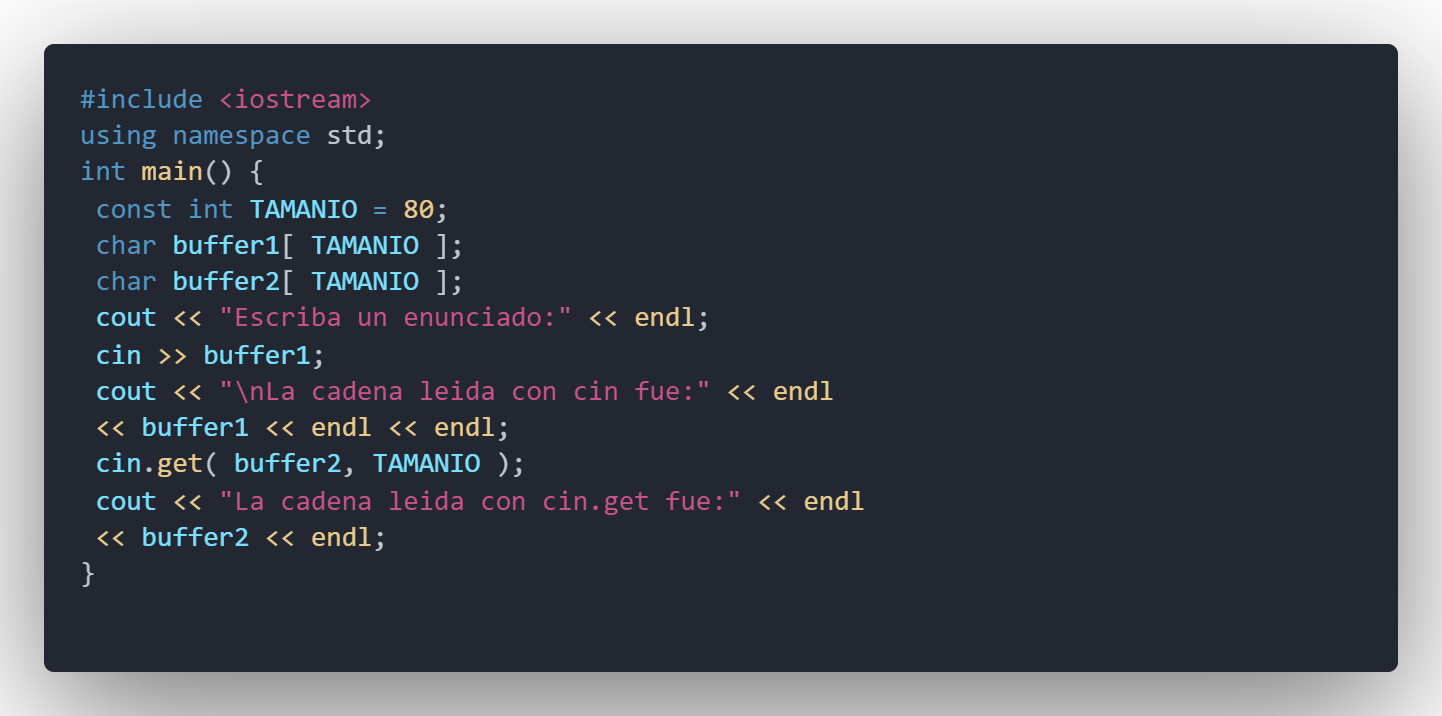 #include <iostream>
using namespace std;
int main() {
 const int TAMANIO = 80;
 char buffer1[ TAMANIO ];
 char buffer2[ TAMANIO ];
 cout << "Escriba un enunciado:" << endl;
 cin >> buffer1;
 cout << "\nLa cadena leida con cin fue:" << endl
 << buffer1 << endl << endl;
 cin.get( buffer2, TAMANIO );
 cout << "La cadena leida con cin.get fue:" << endl
 << buffer2 << endl;
}